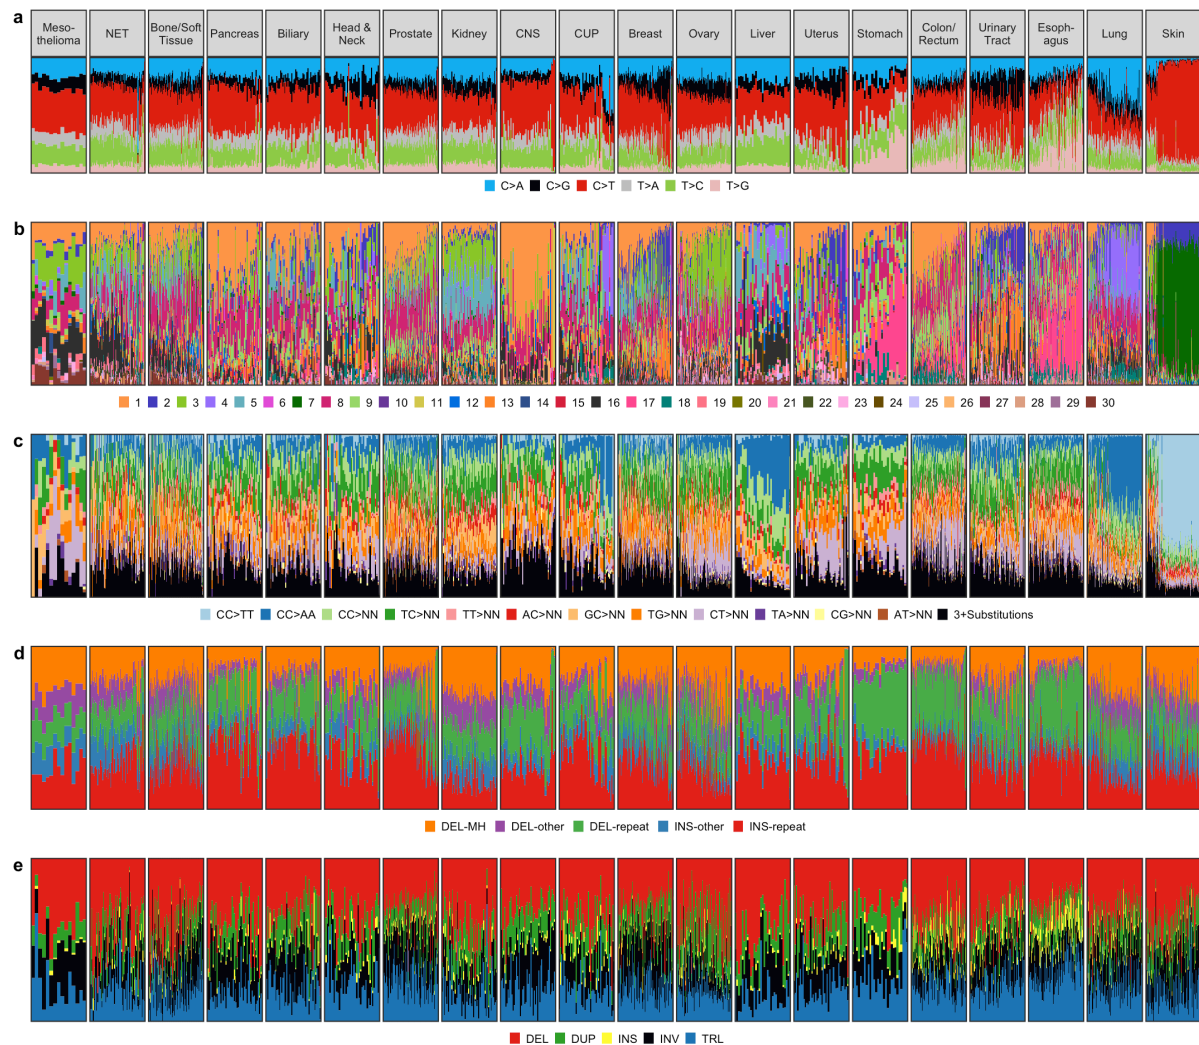 a
Meso-
thelioma
NET
Bone/Soft
Tissue
Pancreas
Biliary
Head &
Neck
Prostate
Kidney
CNS
CUP
Breast
Ovary
Liver
Uterus
Stomach
Colon/
Rectum
Urinary
Tract
Esoph-
agus
Lung
Skin
C>A C>G C>T T>A T>C T>G
b
1 2 3 4 5 6 7 8 9 10 11 12 13 14 15 16 17 18 19 20 21 22 23 24 25 26 27 28 29 30
c
CC>TT CC>AA CC>NN TC>NN TT>NN AC>NN GC>NN TG>NN CT>NN TA>NN CG>NN AT>NN 3+Substitutions
d
DEL-MH DEL-other DEL-repeat INS-other INS-repeat
e
DEL DUP INS INV TRL